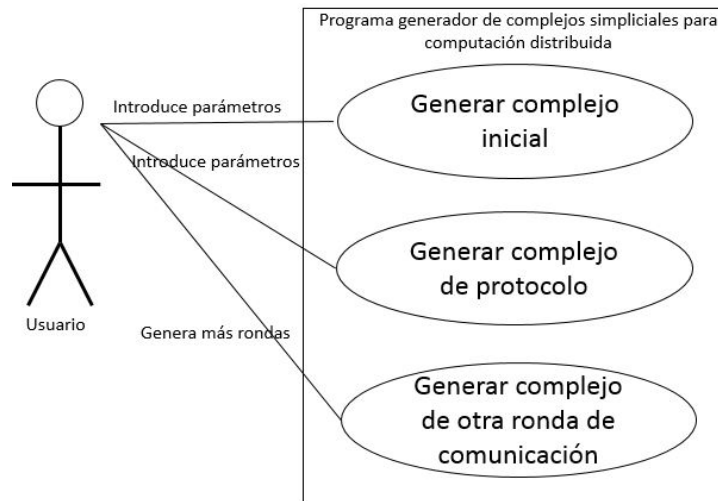 Programa generador de complejos simpliciales para
computación distribuida
Introduce parámetros
Generar complejo
inicial
Introduce parámetros
Generar complejo
de protocolo
Usuario
Genera más rondas
Generar complejo
de otra ronda de
comunicación